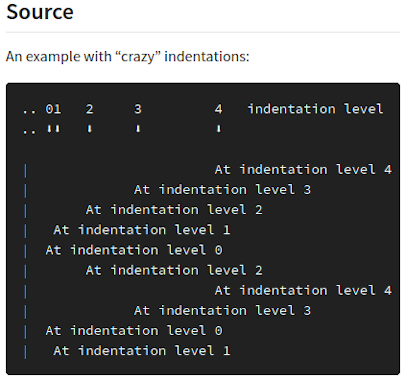 Source
An example with “crazy” indentations:
.. 01   2     3         4   indentation level
.. ⬇⬇   ⬇     ⬇         ⬇
|                       At indentation level 4
|             At indentation level 3
|       At indentation level 2
|   At indentation level 1
|  At indentation level 0
|       At indentation level 2
|                       At indentation level 4
|             At indentation level 3
|  At indentation level 0
|   At indentation level 1